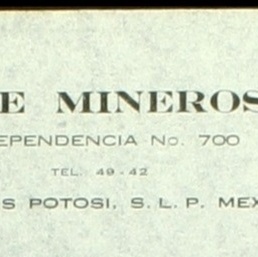 E MINEROS
EPENDENCIA No. 700
TEL. 49-42
S POTOSI, S. L. P. MEX